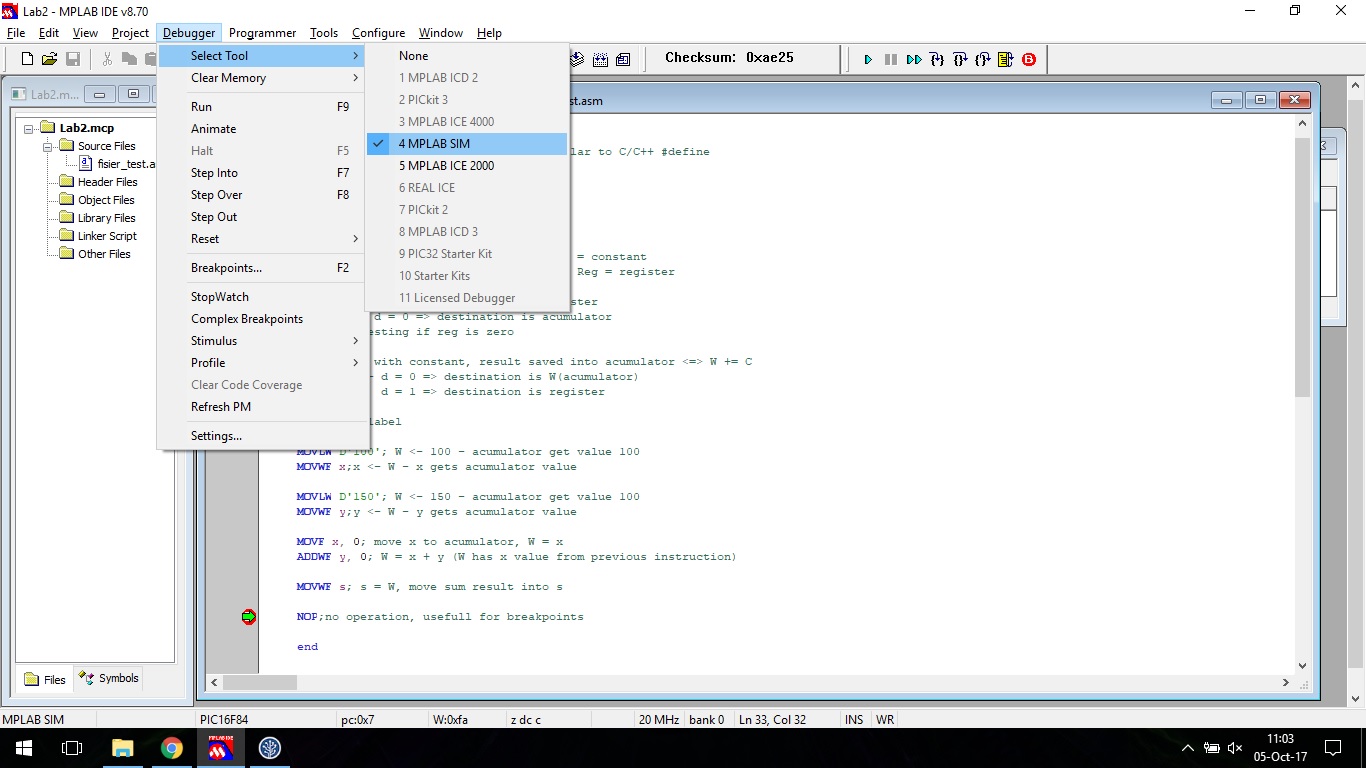 Lab2 - MPLAB IDE v8.70
File Edit View Project Debugger Programmer Tools Configure Window Help
Checksum: 0xae25
Select Tool
Clear Memory
Run F9
Animate
Halt F5
Step Into F7
Step Over F8
Step Out
Reset
Breakpoints... F2
StopWatch
Complex Breakpoints
Stimulus
Profile
Clear Code Coverage
Refresh PM
Settings...
None
1 MPLAB ICD 2
2 PICkit 3
3 MPLAB ICE 4000
4 MPLAB SIM
5 MPLAB ICE 2000
6 REAL ICE
7 PICkit 2
8 MPLAB ICD 3
9 PIC32 Starter Kit
10 Starter Kits
11 Licensed Debugger
Lab2.m...
Lab2.mcp
Source Files
fisier_test.a
Header Files
Object Files
Library Files
Linker Script
Other Files
Files Symbols
st.asm
lar to C/C++ #define
= constant
Reg = register
ster
d = 0 => destination is acumulator
esting if reg is zero
with constant, result saved into acumulator <=> W += C
- d = 0 => destination is W(acumulator)
d = 1 => destination is register
label
MOVLW D'100'; W <- 100 - acumulator get value 100
MOVWF x;x <- W - x gets acumulator value
MOVLW D'150'; W <- 150 - acumulator get value 100
MOVWF y;y <- W - y gets acumulator value
MOVF x, 0; move x to acumulator, W = x
ADDWF y, 0; W = x + y (W has x value from previous instruction)
MOVWF s; s = W, move sum result into s
NOP;no operation, usefull for breakpoints
end
MPLAB SIM PIC16F84 pc:0x7 W:0xfa z dc c 20 MHz bank 0 Ln 33, Col 32 INS WR
11:03
05-Oct-17